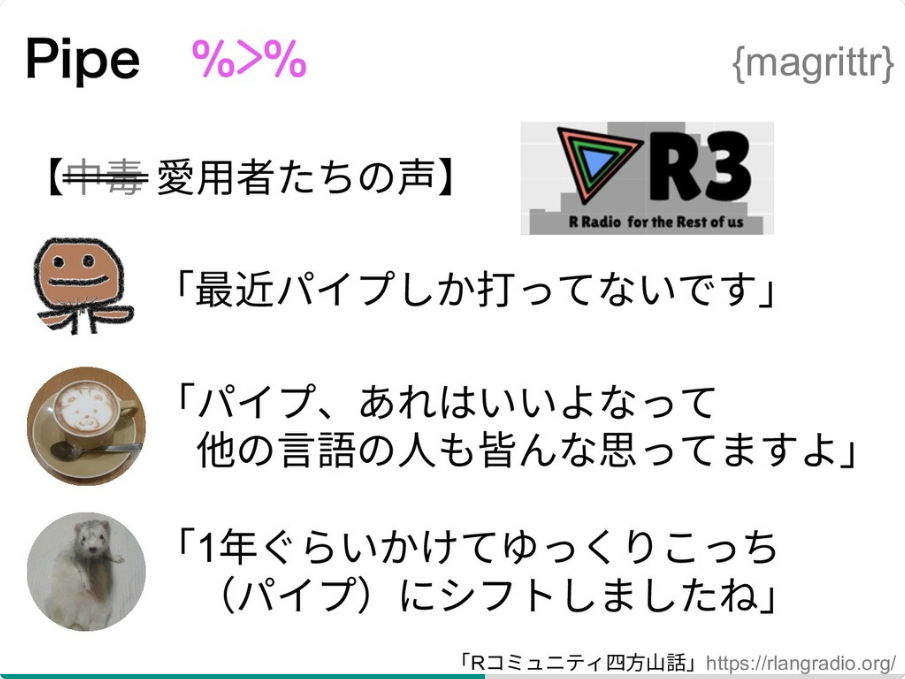 Pipe %>% {magrittr}
【中毒 愛用者たちの声】
R3
R Radio for the Rest of us
「最近パイプしか打ってないです」
「パイプ、あれはいいよなって
他の言語の人も皆んな思ってますよ」
「1年ぐらいかけてゆっくりこっち
（パイプ）にシフトしましたね」
「Rコミュニティ四方山話」https://rlangradio.org/